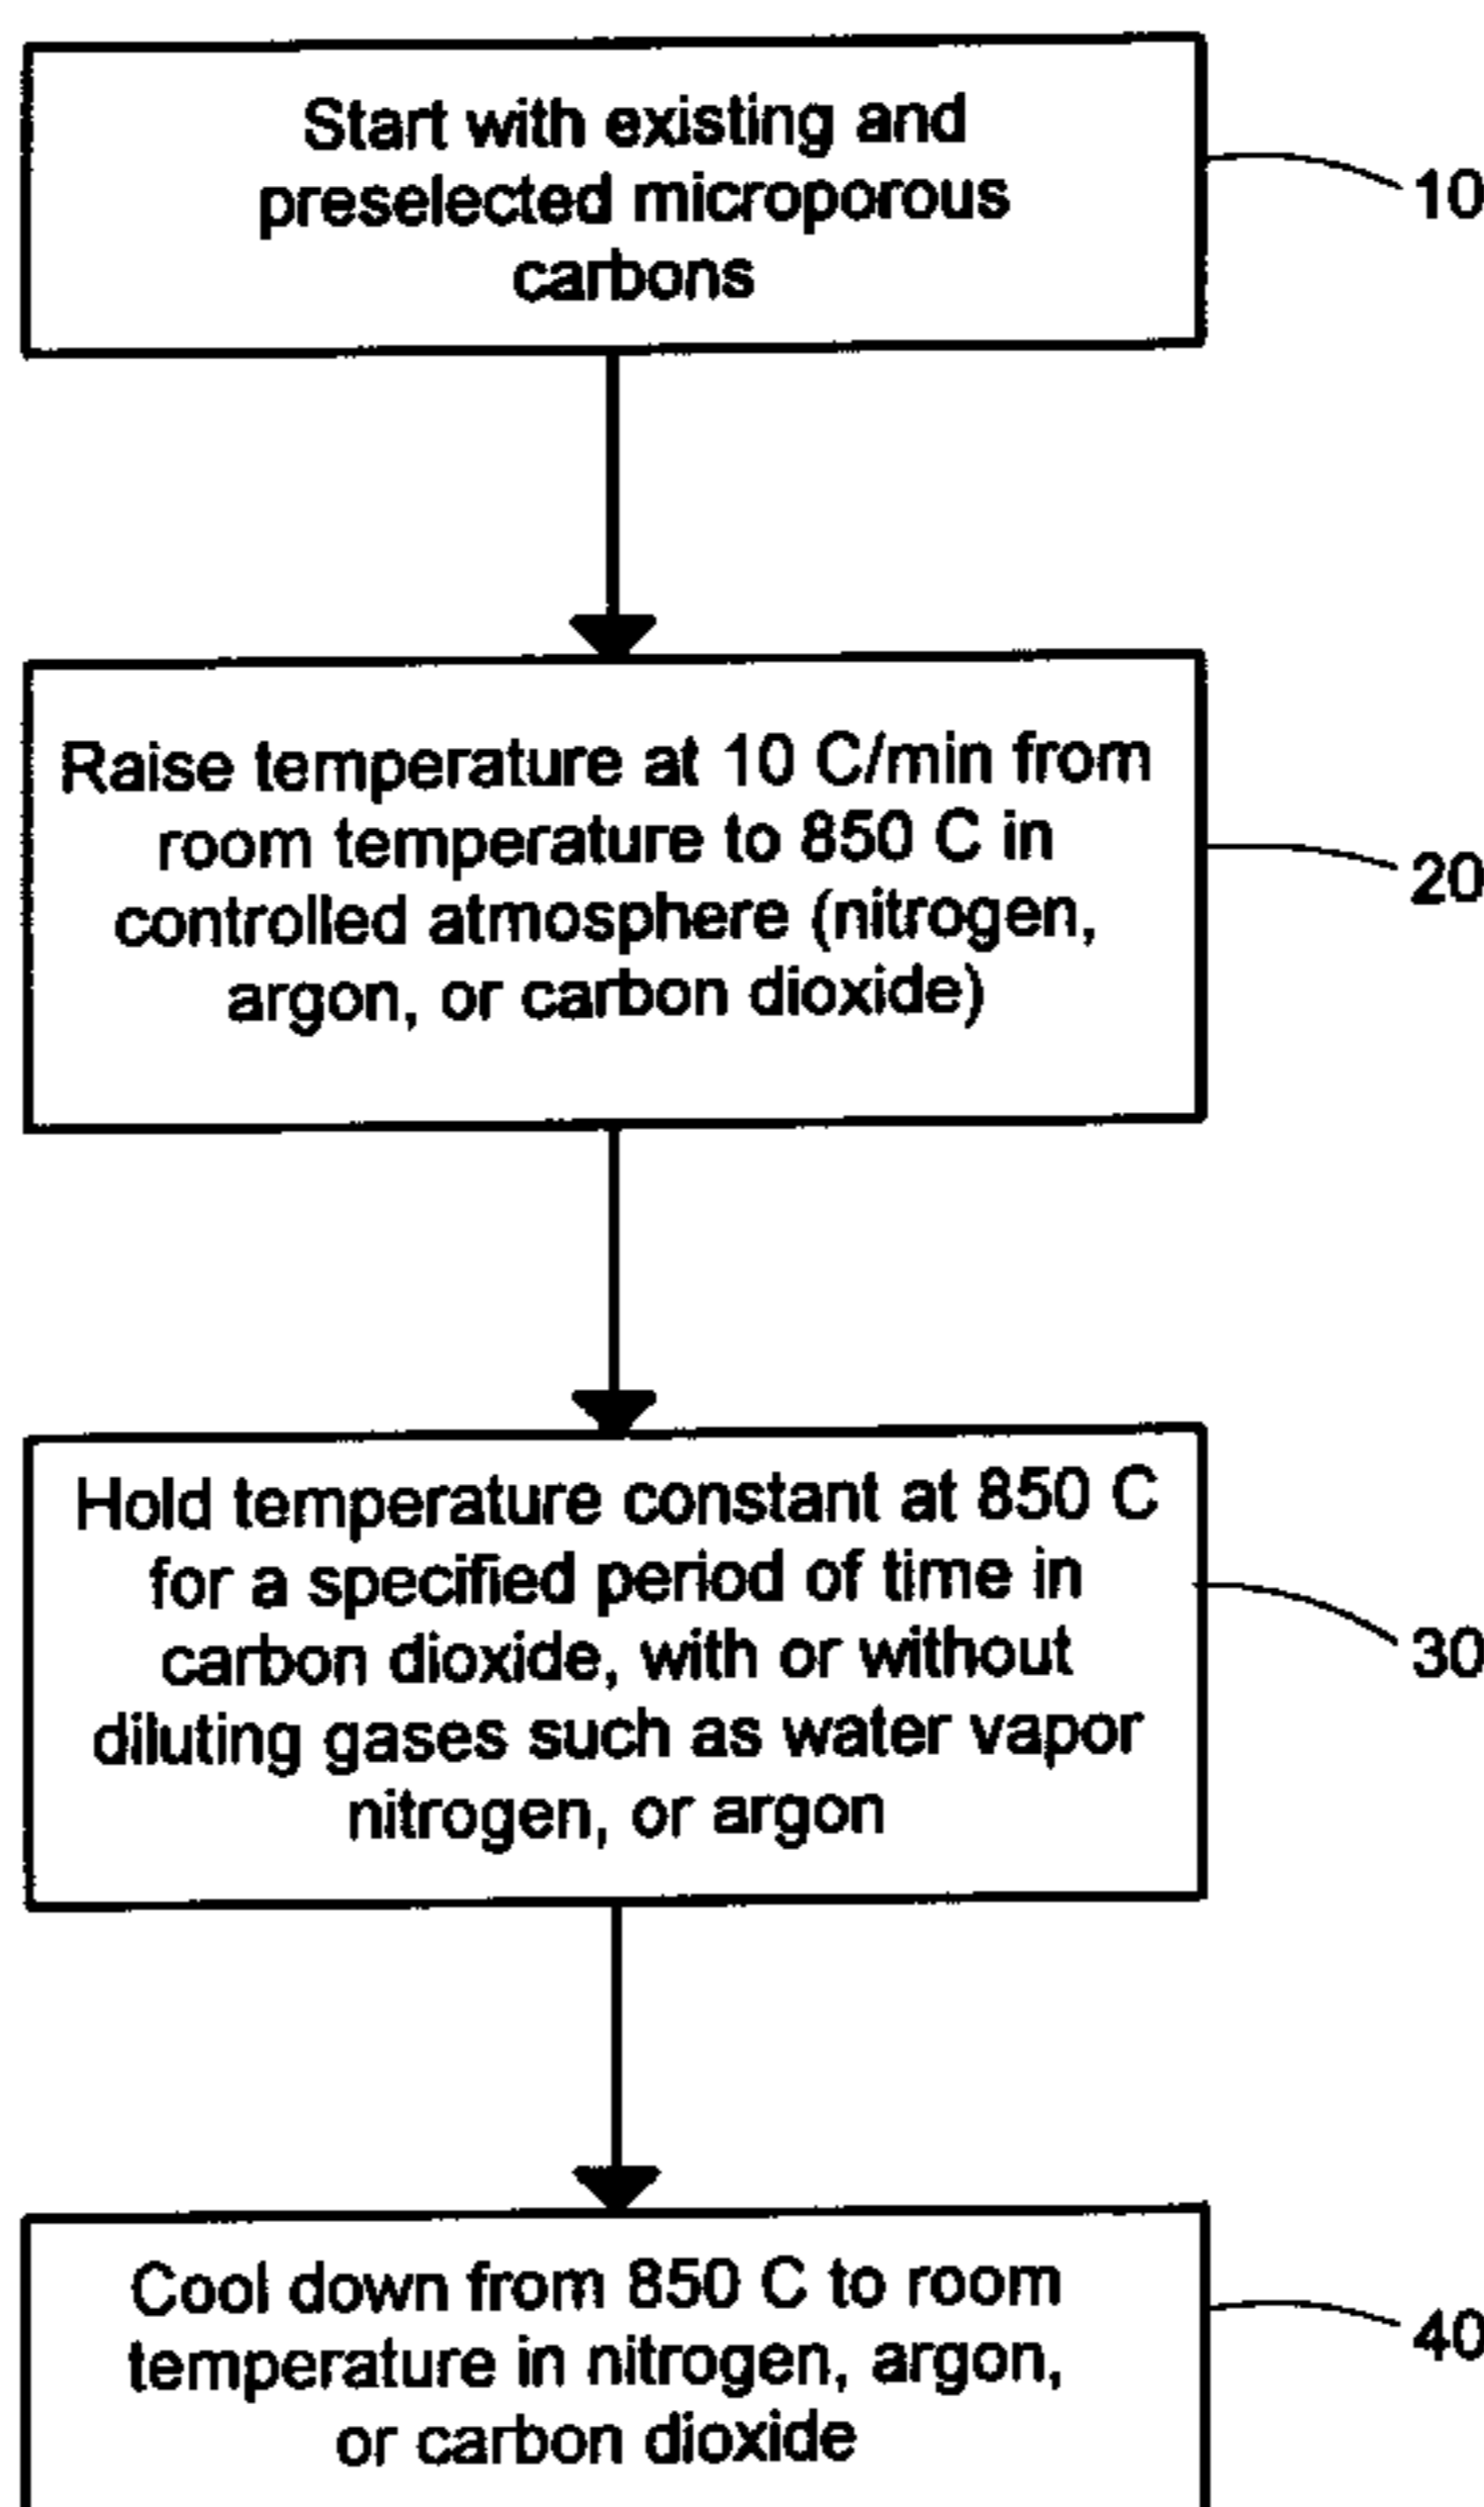 Start with existing and
preselected microporous
carbons
10
Raise temperature at 10 C/min from
room temperature to 850 C in
controlled atmosphere (nitrogen,
argon, or carbon dioxide)
20
Hold temperature constant at 850 C
for a specified period of time in
carbon dioxide, with or without
diluting gases such as water vapor
nitrogen, or argon
30
Cool down from 850 C to room
temperature in nitrogen, argon,
or carbon dioxide
40